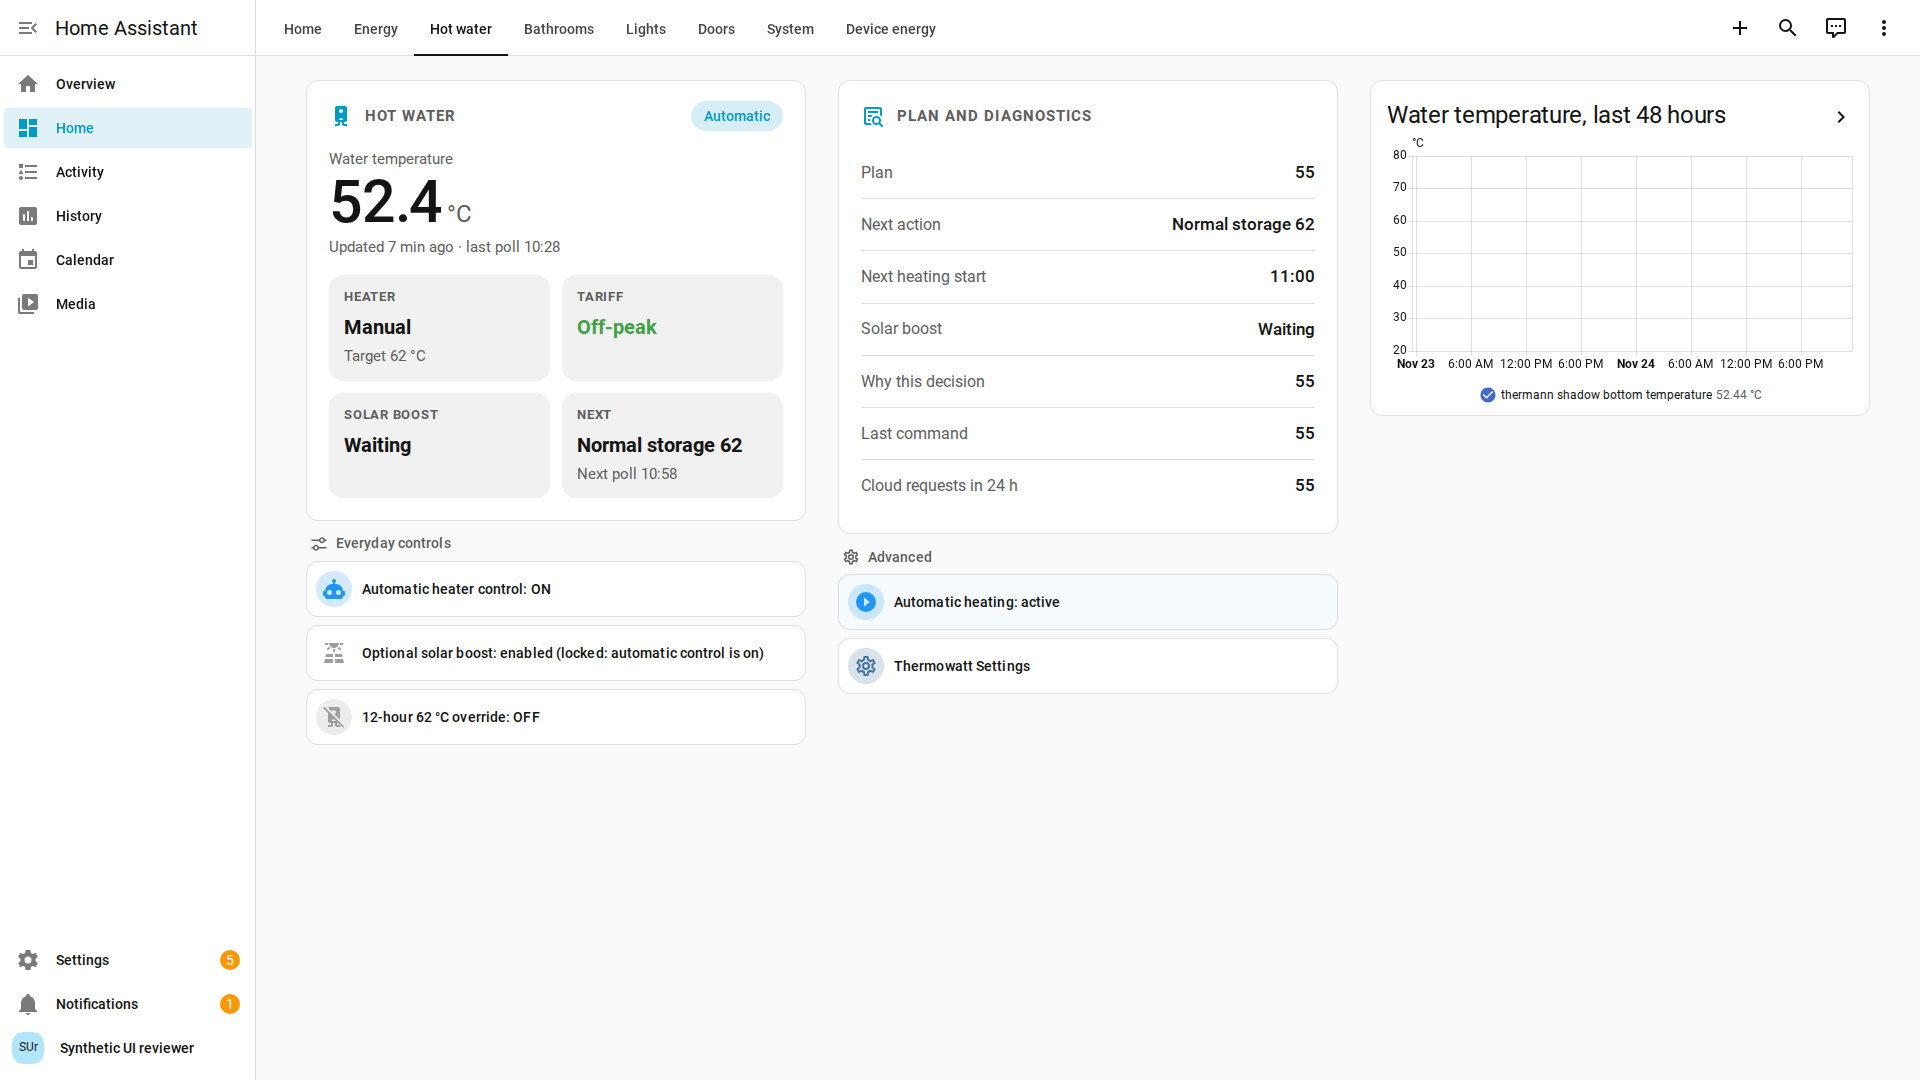 Home Assistant
Home
Energy
Hot water
Bathrooms
Lights
Doors
System
Device energy
Overview
Home
Activity
History
Calendar
Media
Settings
5
Notifications
1
SUr
Synthetic UI reviewer
HOT WATER
Automatic
Water temperature
52.4 °C
Updated 7 min ago · last poll 10:28
HEATER
Manual
Target 62 °C
TARIFF
Off-peak
SOLAR BOOST
Waiting
NEXT
Normal storage 62
Next poll 10:58
Everyday controls
Automatic heater control: ON
Optional solar boost: enabled (locked: automatic control is on)
12-hour 62 °C override: OFF
PLAN AND DIAGNOSTICS
Plan 55
Next action Normal storage 62
Next heating start 11:00
Solar boost Waiting
Why this decision 55
Last command 55
Cloud requests in 24 h 55
Advanced
Automatic heating: active
Thermowatt Settings
Water temperature, last 48 hours
°C
80
70
60
50
40
30
20
Nov 23 6:00 AM 12:00 PM 6:00 PM Nov 24 6:00 AM 12:00 PM 6:00 PM
thermann shadow bottom temperature 52.44 °C